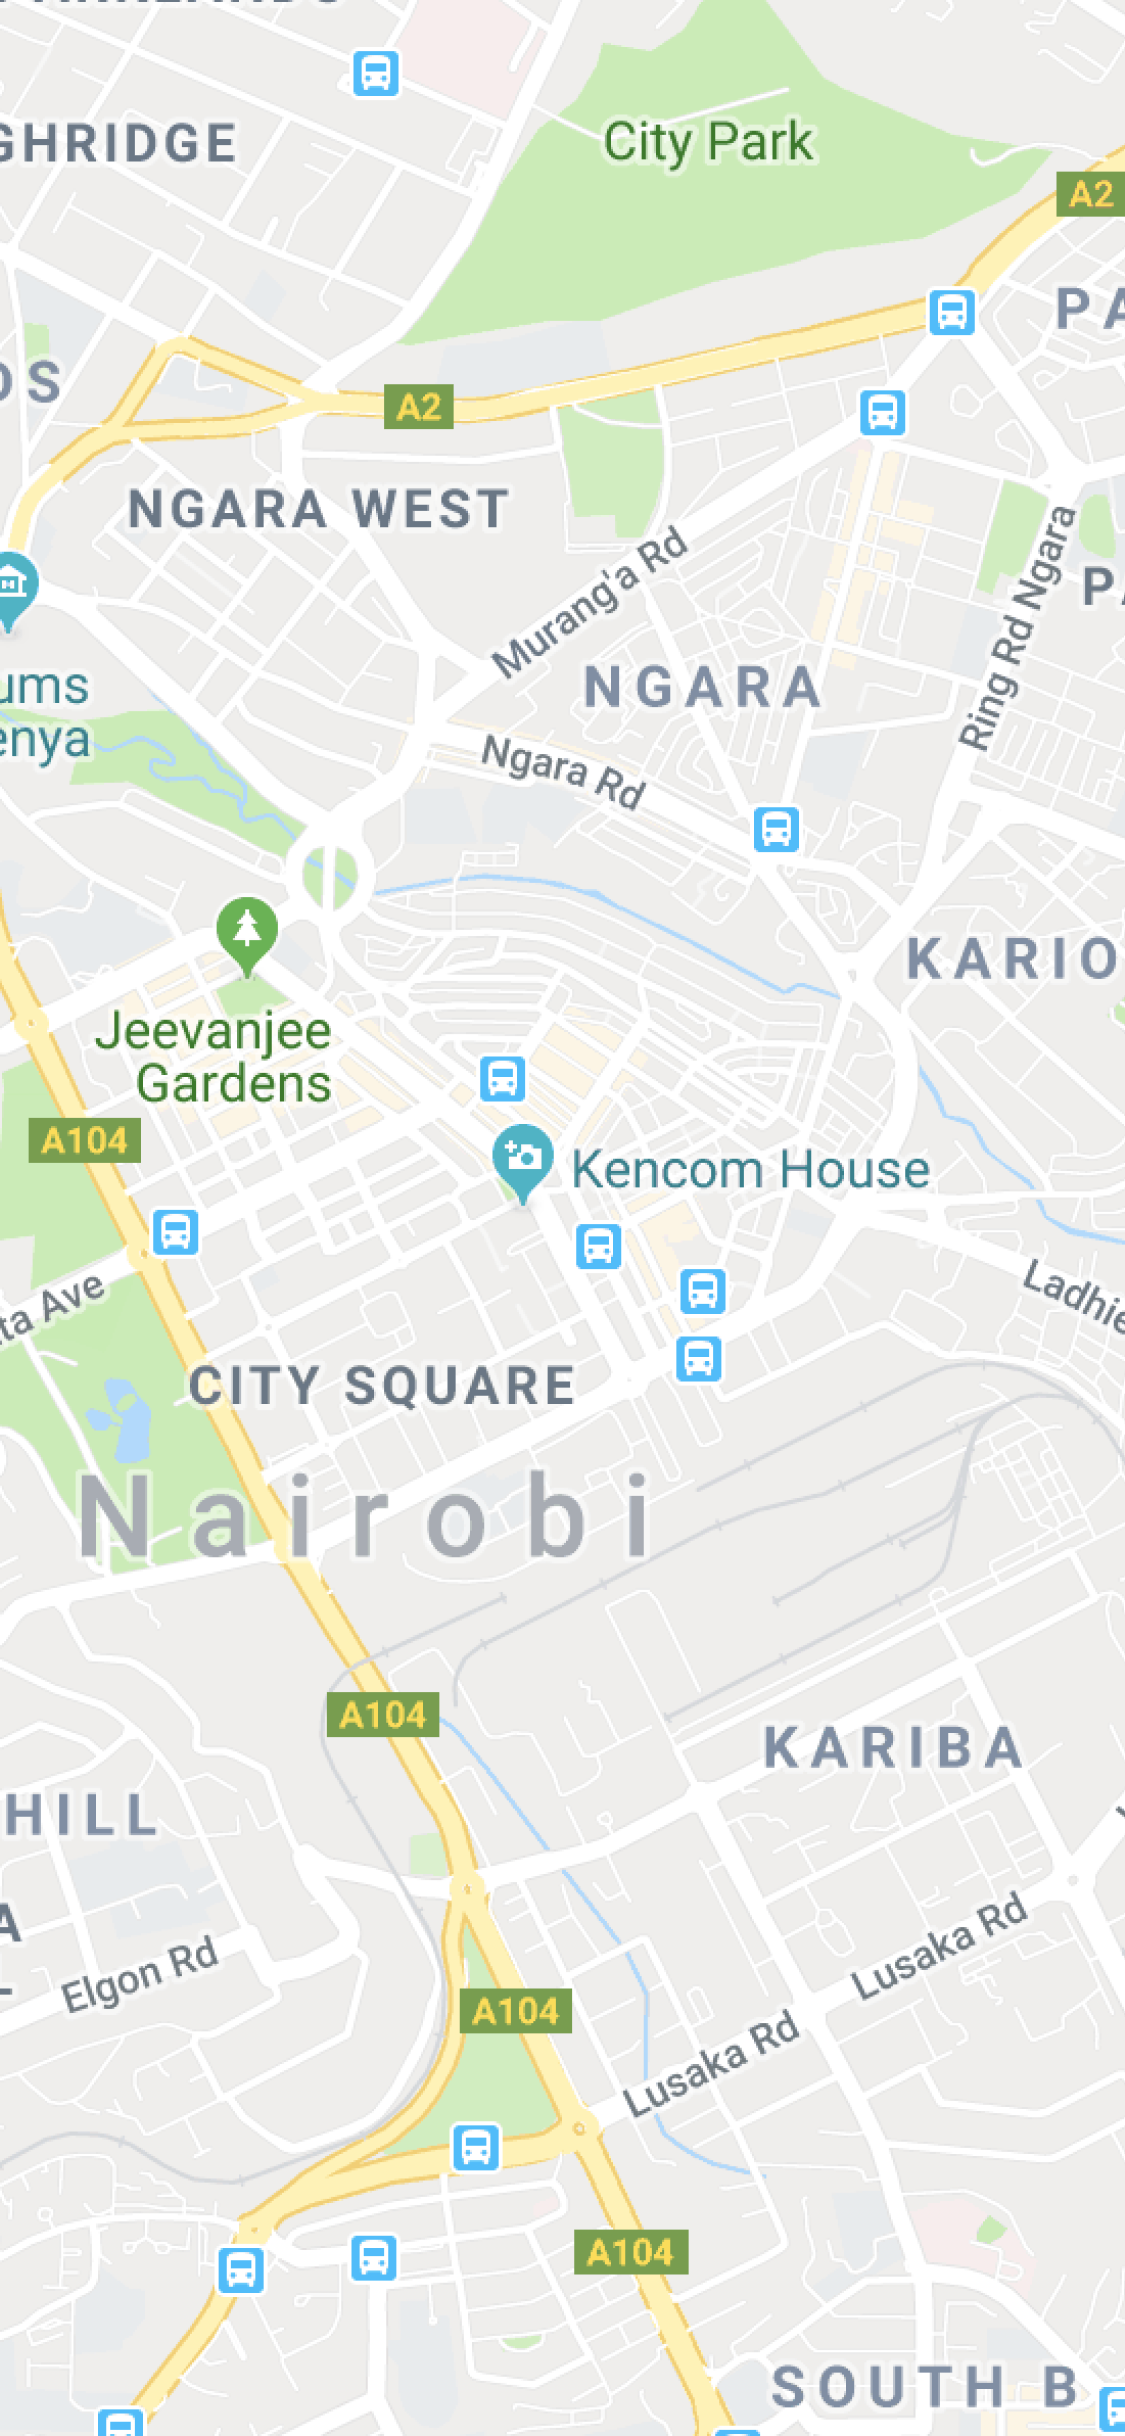 GHRIDGE
City Park
A2
PA
OS
A2
NGARA WEST
Murang'a Rd
Ring Rd Ngara
PA
ums
enya
NGARA
Ngara Rd
KARIO
Jeevanjee
Gardens
A104
Kencom House
ta Ave
Ladhie
CITY SQUARE
Nairobi
A104
KARIBA
HILL
A
L
Elgon Rd
Lusaka Rd
A104
Lusaka Rd
A104
SOUTH B